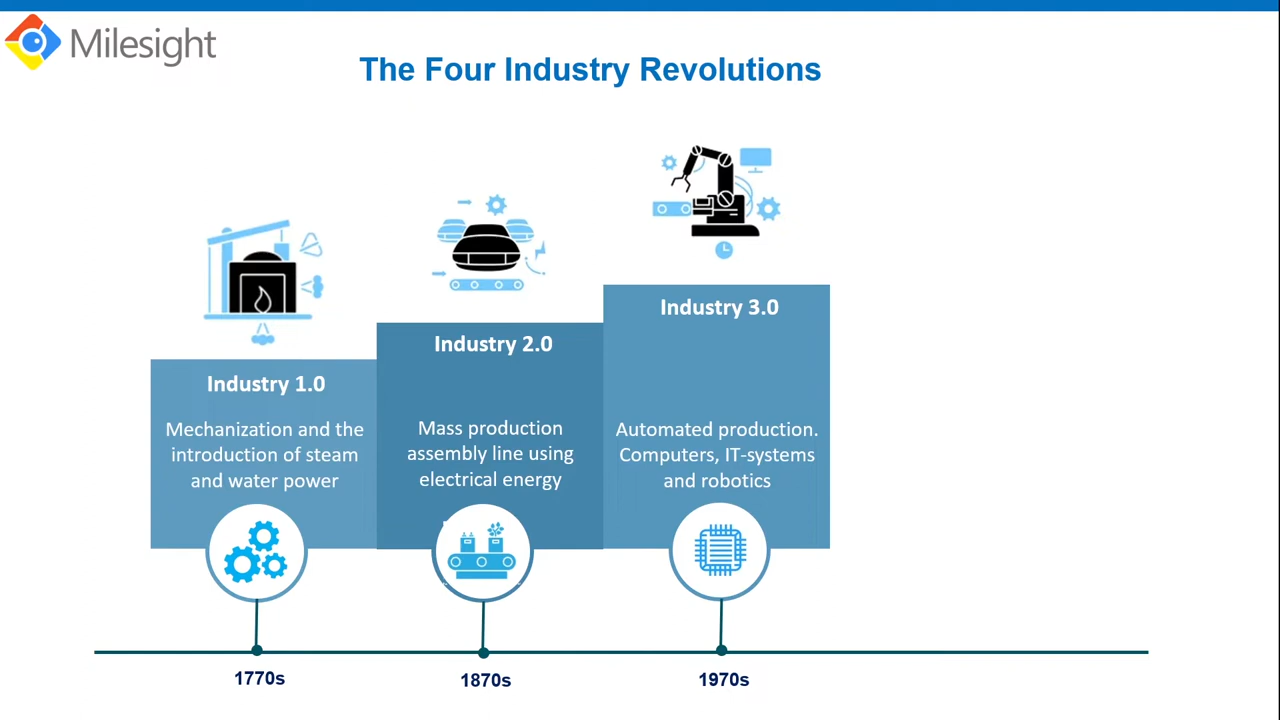 Milesight
The Four Industry Revolutions
Industry 1.0
Mechanization and the
introduction of steam
and water power
Industry 2.0
Mass production
assembly line using
electrical energy
Industry 3.0
Automated production.
Computers, IT-systems
and robotics
1770s
1870s
1970s